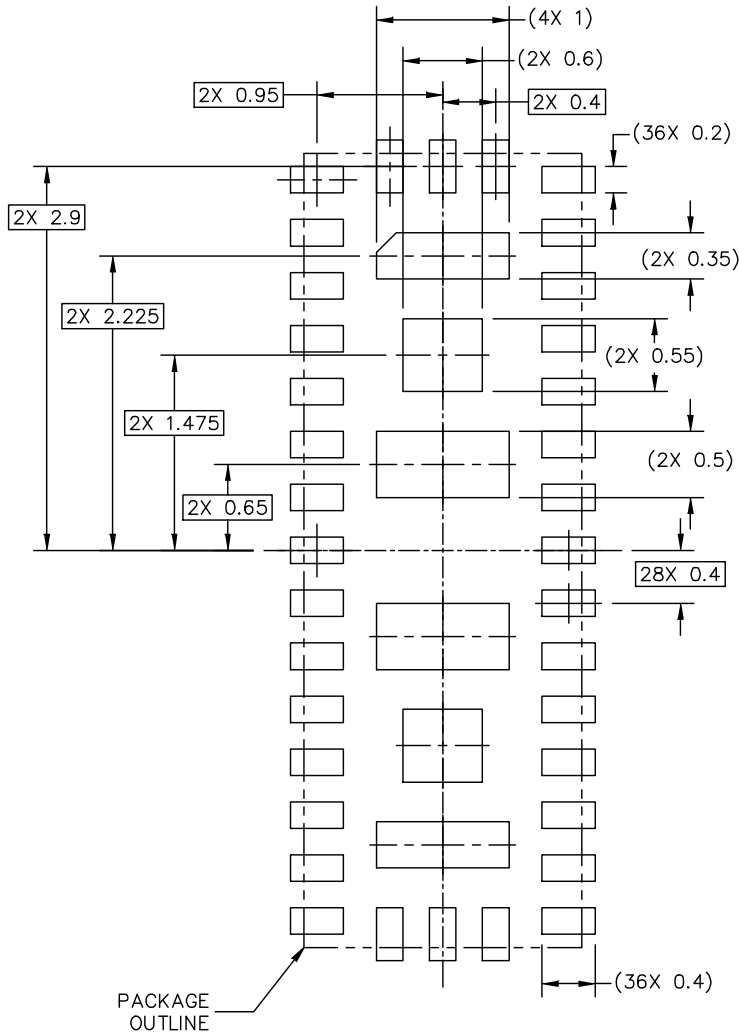 (4X 1)
(2X 0.6)
2X 0.95
2X 0.4
(36X 0.2)
2X 2.9
(2X 0.35)
2X 2.225
(2X 0.55)
2X 1.475
(2X 0.5)
2X 0.65
28X 0.4
(36X 0.4)
PACKAGE
OUTLINE